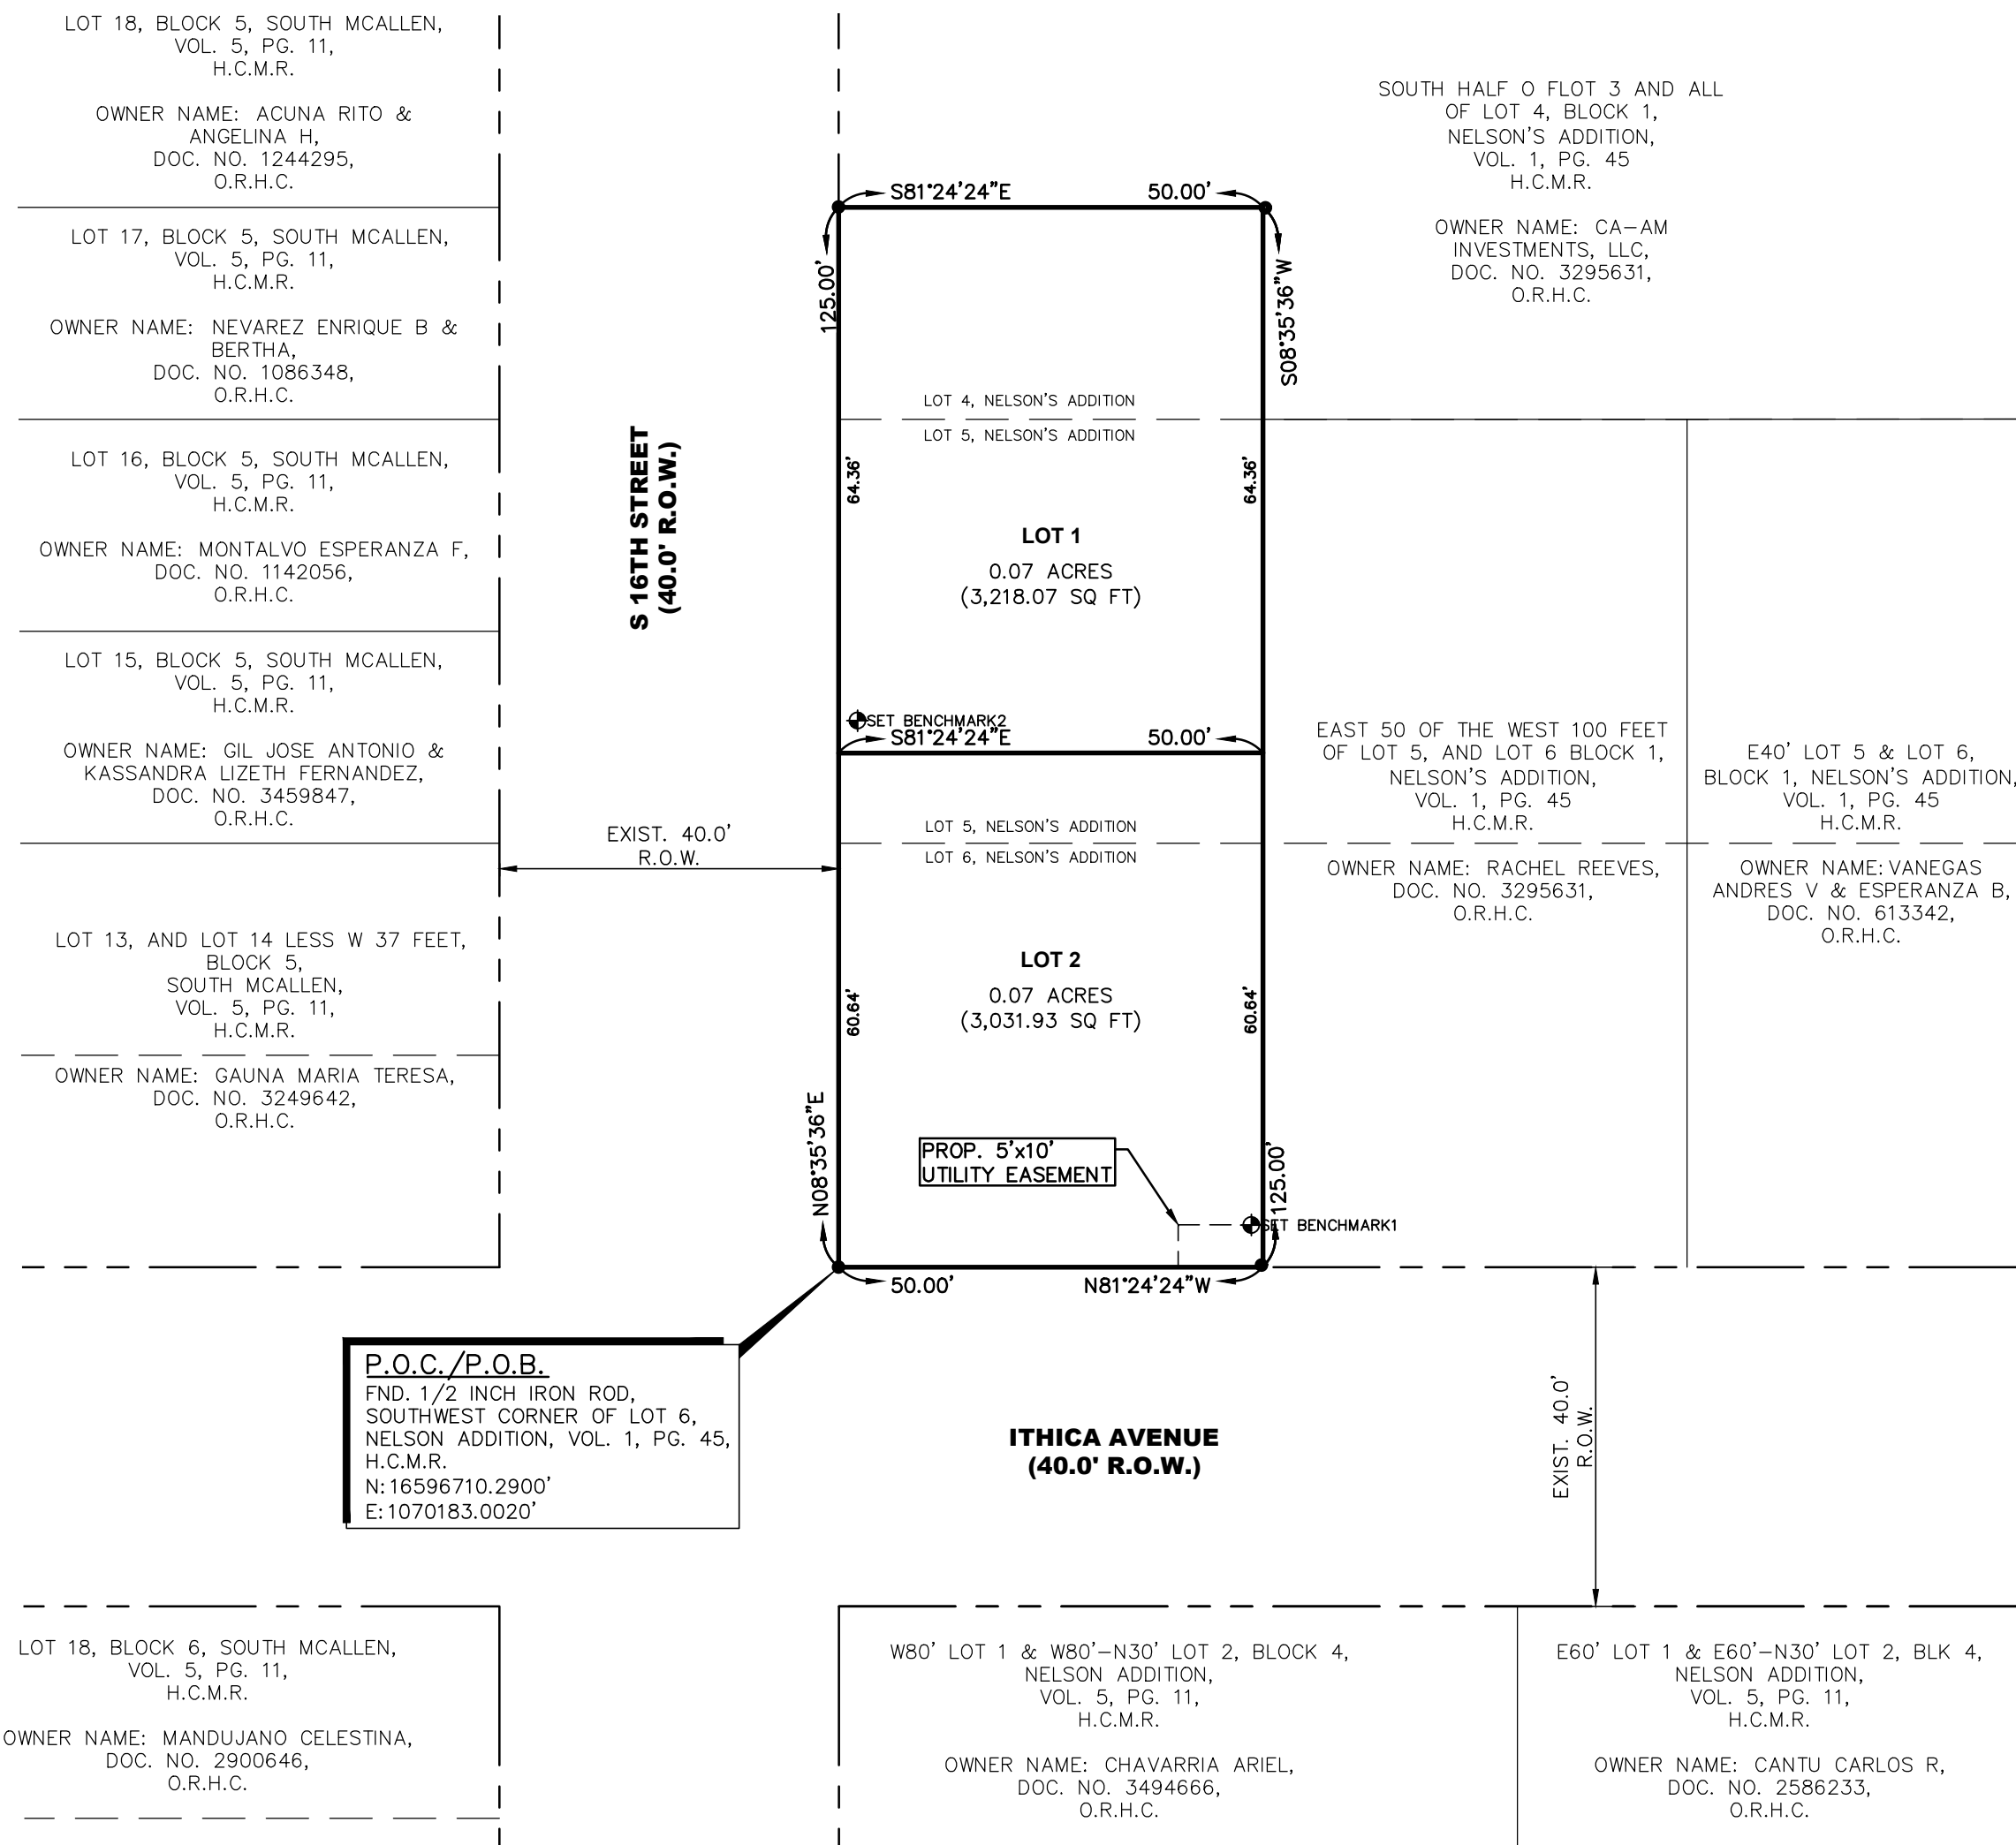 LOT 18, BLOCK 5, SOUTH MCALLEN,
VOL. 5, PG. 11,
H.C.M.R.
OWNER NAME: ACUNA RITO &
ANGELINA H,
DOC. NO. 1244295,
O.R.H.C.
LOT 17, BLOCK 5, SOUTH MCALLEN,
VOL. 5, PG. 11,
H.C.M.R.
OWNER NAME: NEVAREZ ENRIQUE B &
BERTHA,
DOC. NO. 1086348,
O.R.H.C.
LOT 16, BLOCK 5, SOUTH MCALLEN,
VOL. 5, PG. 11,
H.C.M.R.
OWNER NAME: MONTALVO ESPERANZA F,
DOC. NO. 1142056,
O.R.H.C.
LOT 15, BLOCK 5, SOUTH MCALLEN,
VOL. 5, PG. 11,
H.C.M.R.
OWNER NAME: GIL JOSE ANTONIO &
KASSANDRA LIZETH FERNANDEZ,
DOC. NO. 3459847,
O.R.H.C.
LOT 13, AND LOT 14 LESS W 37 FEET,
BLOCK 5,
SOUTH MCALLEN,
VOL. 5, PG. 11,
H.C.M.R.
OWNER NAME: GAUNA MARIA TERESA,
DOC. NO. 3249642,
O.R.H.C.
S 16TH STREET
(40.0' R.O.W.)
EXIST. 40.0'
R.O.W.
S81°24'24"E
50.00'
125.00'
S08°35'36"W
LOT 4, NELSON'S ADDITION
LOT 5, NELSON'S ADDITION
64.36'
64.36'
LOT 1
0.07 ACRES
(3,218.07 SQ FT)
SET BENCHMARK2
S81°24'24"E
50.00'
LOT 5, NELSON'S ADDITION
LOT 6, NELSON'S ADDITION
LOT 2
0.07 ACRES
(3,031.93 SQ FT)
60.64'
60.64'
N08°35'36"E
PROP. 5'x10'
UTILITY EASEMENT
125.00'
SET BENCHMARK1
50.00'
N81°24'24"W
SOUTH HALF O FLOT 3 AND ALL
OF LOT 4, BLOCK 1,
NELSON'S ADDITION,
VOL. 1, PG. 45
H.C.M.R.
OWNER NAME: CA-AM
INVESTMENTS, LLC,
DOC. NO. 3295631,
O.R.H.C.
EAST 50 OF THE WEST 100 FEET
OF LOT 5, AND LOT 6 BLOCK 1,
NELSON'S ADDITION,
VOL. 1, PG. 45
H.C.M.R.
OWNER NAME: RACHEL REEVES,
DOC. NO. 3295631,
O.R.H.C.
E40' LOT 5 & LOT 6,
BLOCK 1, NELSON'S ADDITION,
VOL. 1, PG. 45
H.C.M.R.
OWNER NAME: VANEGAS
ANDRES V & ESPERANZA B,
DOC. NO. 613342,
O.R.H.C.
P.O.C./P.O.B.
FND. 1/2 INCH IRON ROD,
SOUTHWEST CORNER OF LOT 6,
NELSON ADDITION, VOL. 1, PG. 45,
H.C.M.R.
N: 16596710.2900'
E: 1070183.0020'
ITHICA AVENUE
(40.0' R.O.W.)
EXIST. 40.0'
R.O.W.
LOT 18, BLOCK 6, SOUTH MCALLEN,
VOL. 5, PG. 11,
H.C.M.R.
OWNER NAME: MANDUJANO CELESTINA,
DOC. NO. 2900646,
O.R.H.C.
W80' LOT 1 & W80'-N30' LOT 2, BLOCK 4,
NELSON ADDITION,
VOL. 5, PG. 11,
H.C.M.R.
OWNER NAME: CHAVARRIA ARIEL,
DOC. NO. 3494666,
O.R.H.C.
E60' LOT 1 & E60'-N30' LOT 2, BLK 4,
NELSON ADDITION,
VOL. 5, PG. 11,
H.C.M.R.
OWNER NAME: CANTU CARLOS R,
DOC. NO. 2586233,
O.R.H.C.